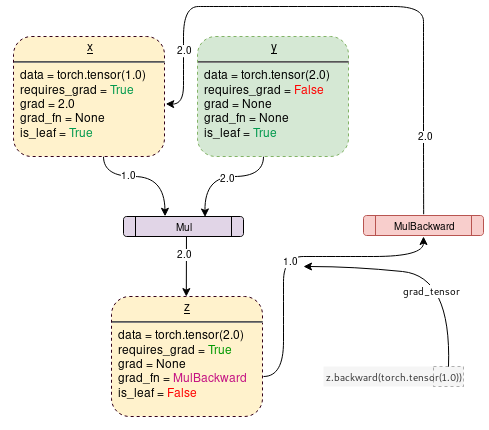 x
data = torch.tensor(1.0)
requires_grad = True
grad = 2.0
grad_fn = None
is_leaf = True
y
data = torch.tensor(2.0)
requires_grad = False
grad = None
grad_fn = None
is_leaf = True
2.0
2.0
1.0
2.0
Mul
MulBackward
2.0
1.0
z
data = torch.tensor(2.0)
requires_grad = True
grad = None
grad_fn = MulBackward
is_leaf = False
grad_tensor
z.backward(torch.tensor(1.0))